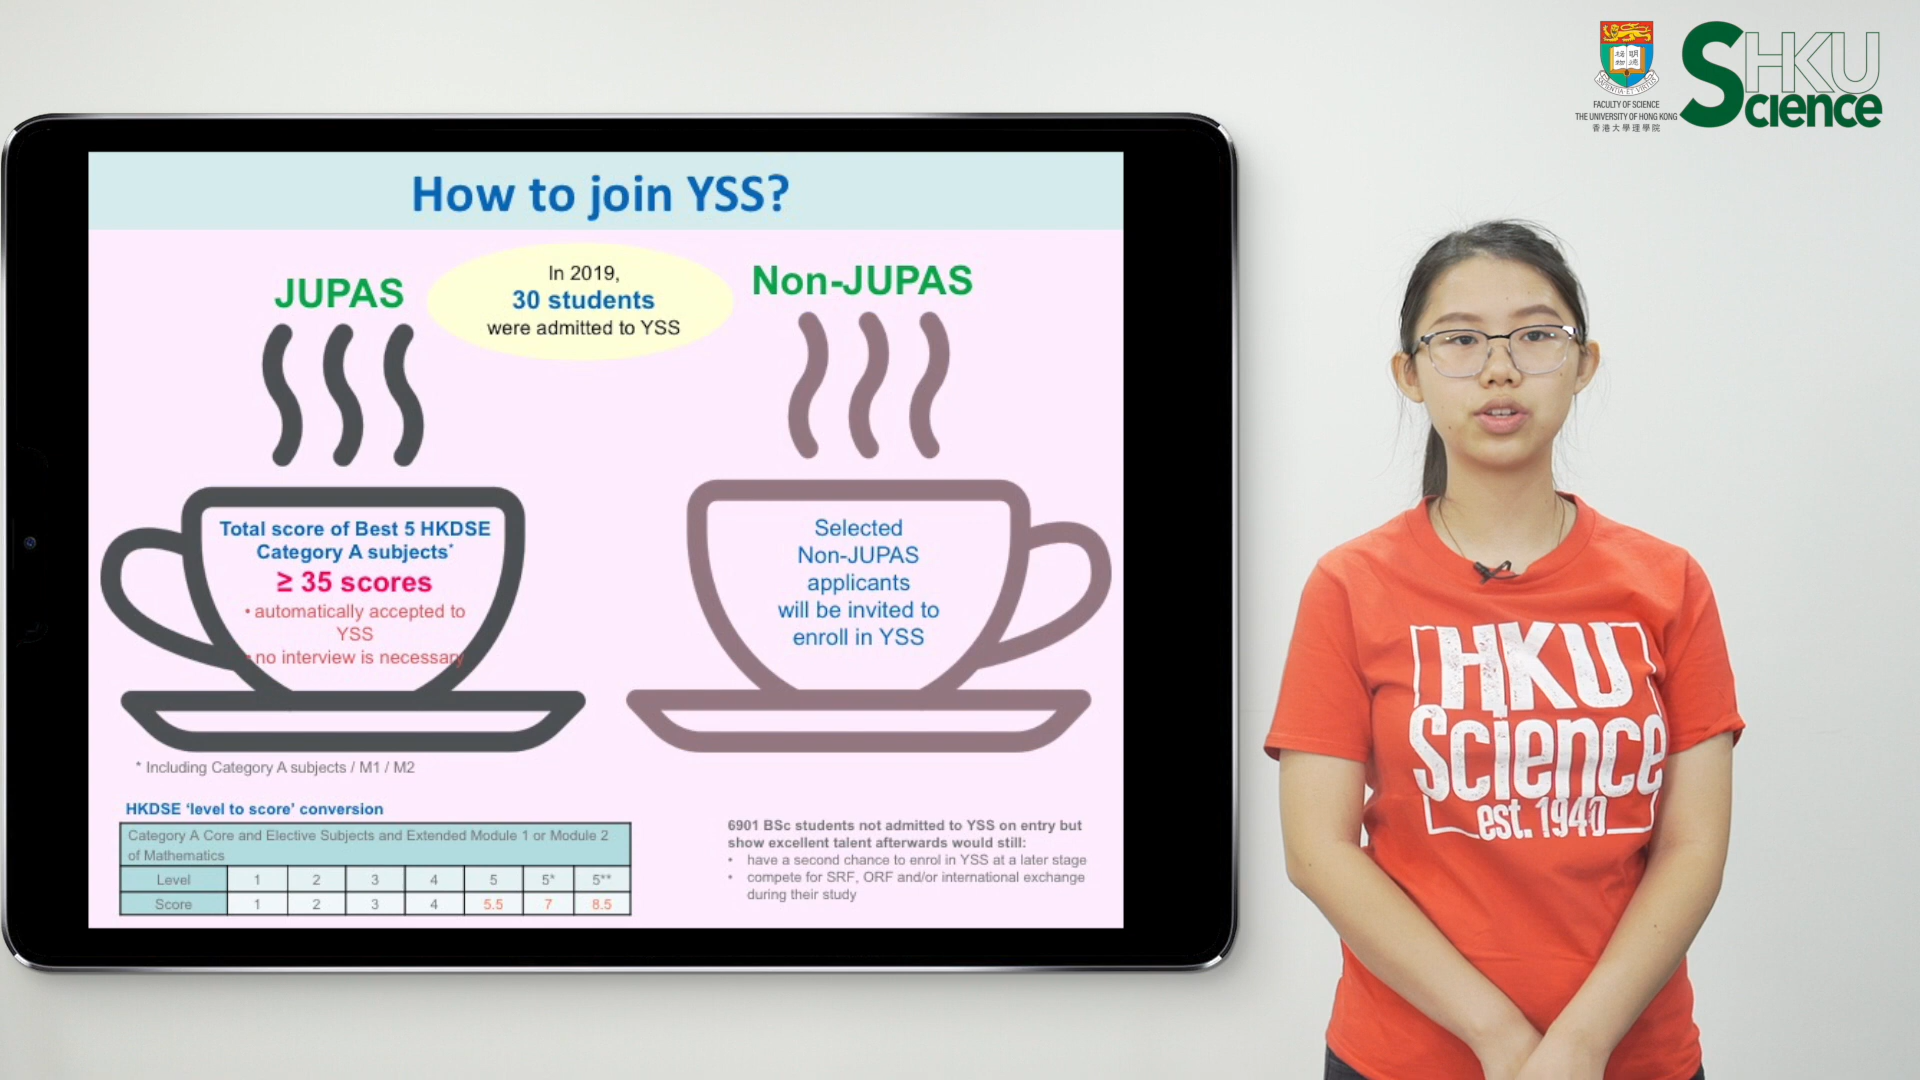 FACULTY OF SCIENCE
THE UNIVERSITY OF HONG KONG
香港大學理學院
SHKU
Science
How to join YSS?
JUPAS
In 2019,
30 students
were admitted to YSS
Non-JUPAS
Total score of Best 5 HKDSE
Category A subjects*
≥ 35 scores
• automatically accepted to
YSS
• no interview is necessary
Selected
Non-JUPAS
applicants
will be invited to
enroll in YSS
* Including Category A subjects / M1 / M2
HKDSE ‘level to score’ conversion
Category A Core and Elective Subjects and Extended Module 1 or Module 2
of Mathematics
Level 1 2 3 4 5 5* 5**
Score 1 2 3 4 5.5 7 8.5
6901 BSc students not admitted to YSS on entry but
show excellent talent afterwards would still:
• have a second chance to enrol in YSS at a later stage
• compete for SRF, ORF and/or international exchange
during their study
HKU
Science
est. 1940